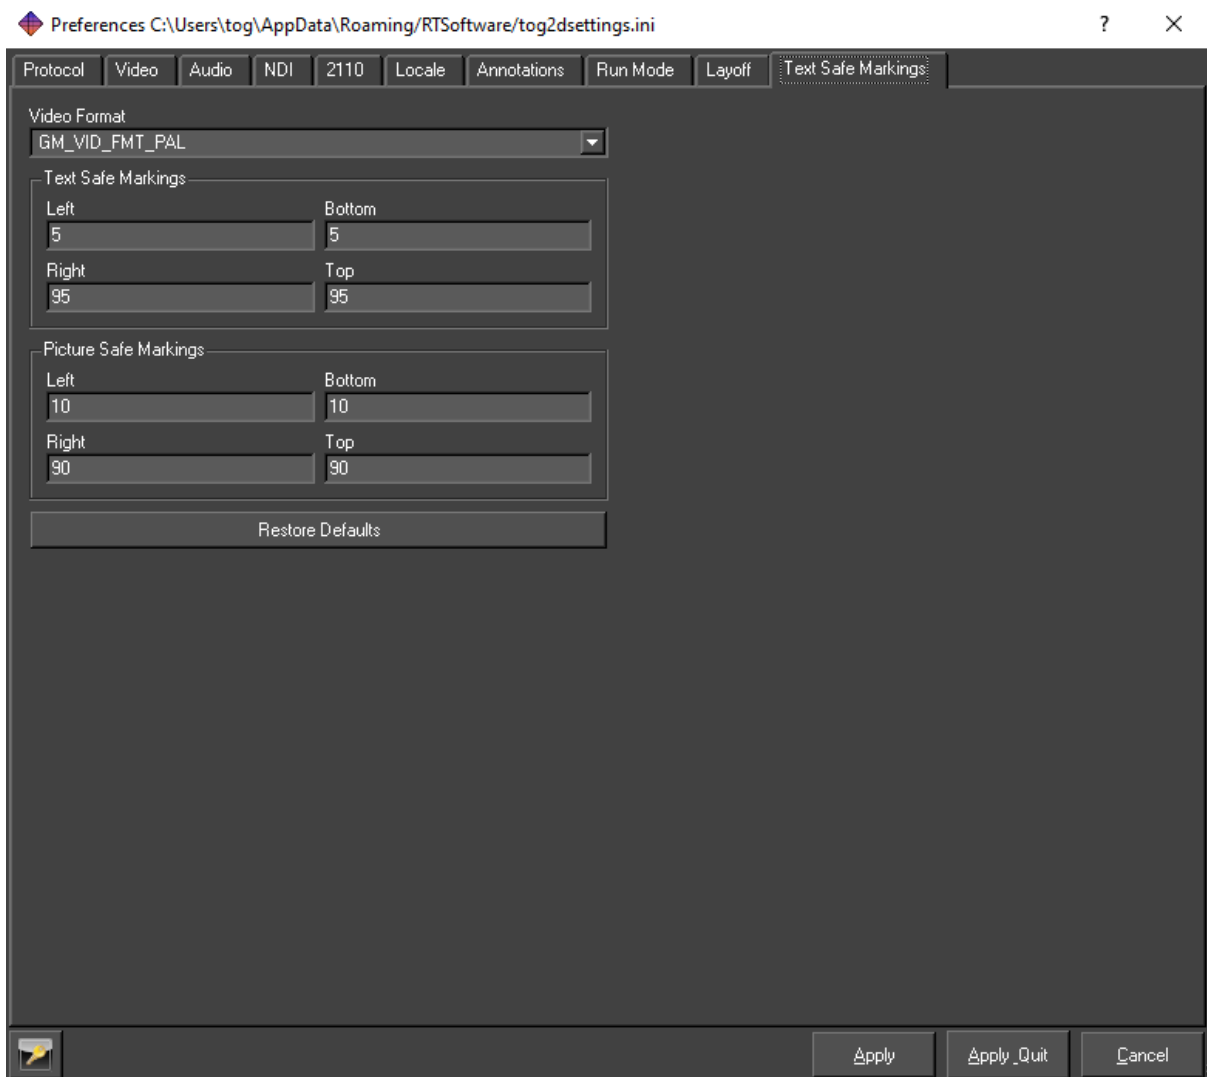 Preferences C:\Users\tog\AppData\Roaming/RTSoftware/tog2dsettings.ini ?
Protocol Video Audio NDI 2110 Locale Annotations Run Mode Layoff Text Safe Markings
Video Format
GM_VID_FMT_PAL
Text Safe Markings
Left Bottom
5 5
Right Top
95 95
Picture Safe Markings
Left Bottom
10 10
Right Top
90 90
Restore Defaults
Apply Apply_Quit Cancel